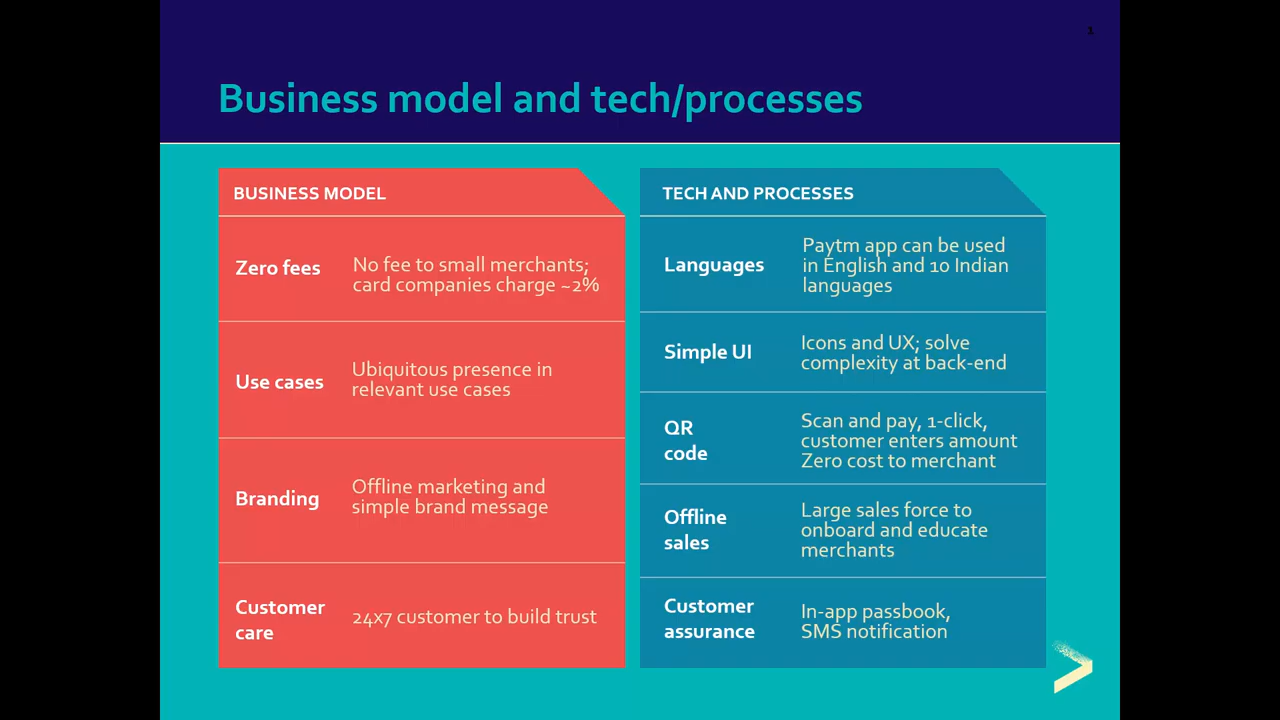 1
Business model and tech/processes
BUSINESS MODEL
Zero fees
No fee to small merchants;
card companies charge ~2%
Use cases
Ubiquitous presence in
relevant use cases
Branding
Offline marketing and
simple brand message
Customer
care
24x7 customer to build trust
TECH AND PROCESSES
Languages
Paytm app can be used
in English and 10 Indian
languages
Simple UI
Icons and UX; solve
complexity at back-end
QR
code
Scan and pay, 1-click,
customer enters amount
Zero cost to merchant
Offline
sales
Large sales force to
onboard and educate
merchants
Customer
assurance
In-app passbook,
SMS notification